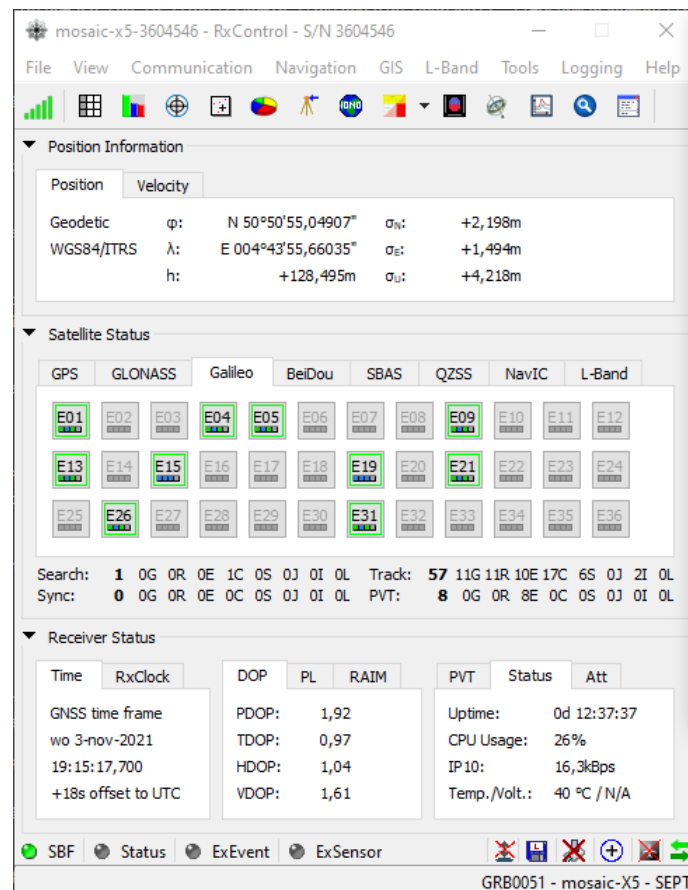 mosaic-x5-3604546 - RxControl - S/N 3604546
File View Communication Navigation GIS L-Band Tools Logging Help
IONO
Position Information
Position Velocity
Geodetic φ: N 50°50'55,04907" σN: +2,198m
WGS84/ITRS λ: E 004°43'55,66035" σE: +1,494m
h: +128,495m σU: +4,218m
Satellite Status
GPS GLONASS Galileo BeiDou SBAS QZSS NavIC L-Band
E01 E02 E03 E04 E05 E06 E07 E08 E09 E10 E11 E12
E13 E14 E15 E16 E17 E18 E19 E20 E21 E22 E23 E24
E25 E26 E27 E28 E29 E30 E31 E32 E33 E34 E35 E36
Search: 1 0G 0R 0E 1C 0S 0J 0I 0L Track: 57 11G 11R 10E 17C 6S 0J 2I 0L
Sync: 0 0G 0R 0E 0C 0S 0J 0I 0L PVT: 8 0G 0R 8E 0C 0S 0J 0I 0L
Receiver Status
Time RxClock DOP PL RAIM PVT Status Att
GNSS time frame PDOP: 1,92 Uptime: 0d 12:37:37
wo 3-nov-2021 TDOP: 0,97 CPU Usage: 26%
19:15:17,700 HDOP: 1,04 IP10: 16,3kBps
+18s offset to UTC VDOP: 1,61 Temp./Volt.: 40 °C / N/A
SBF Status ExEvent ExSensor
GRB0051 - mosaic-X5 - SEPT